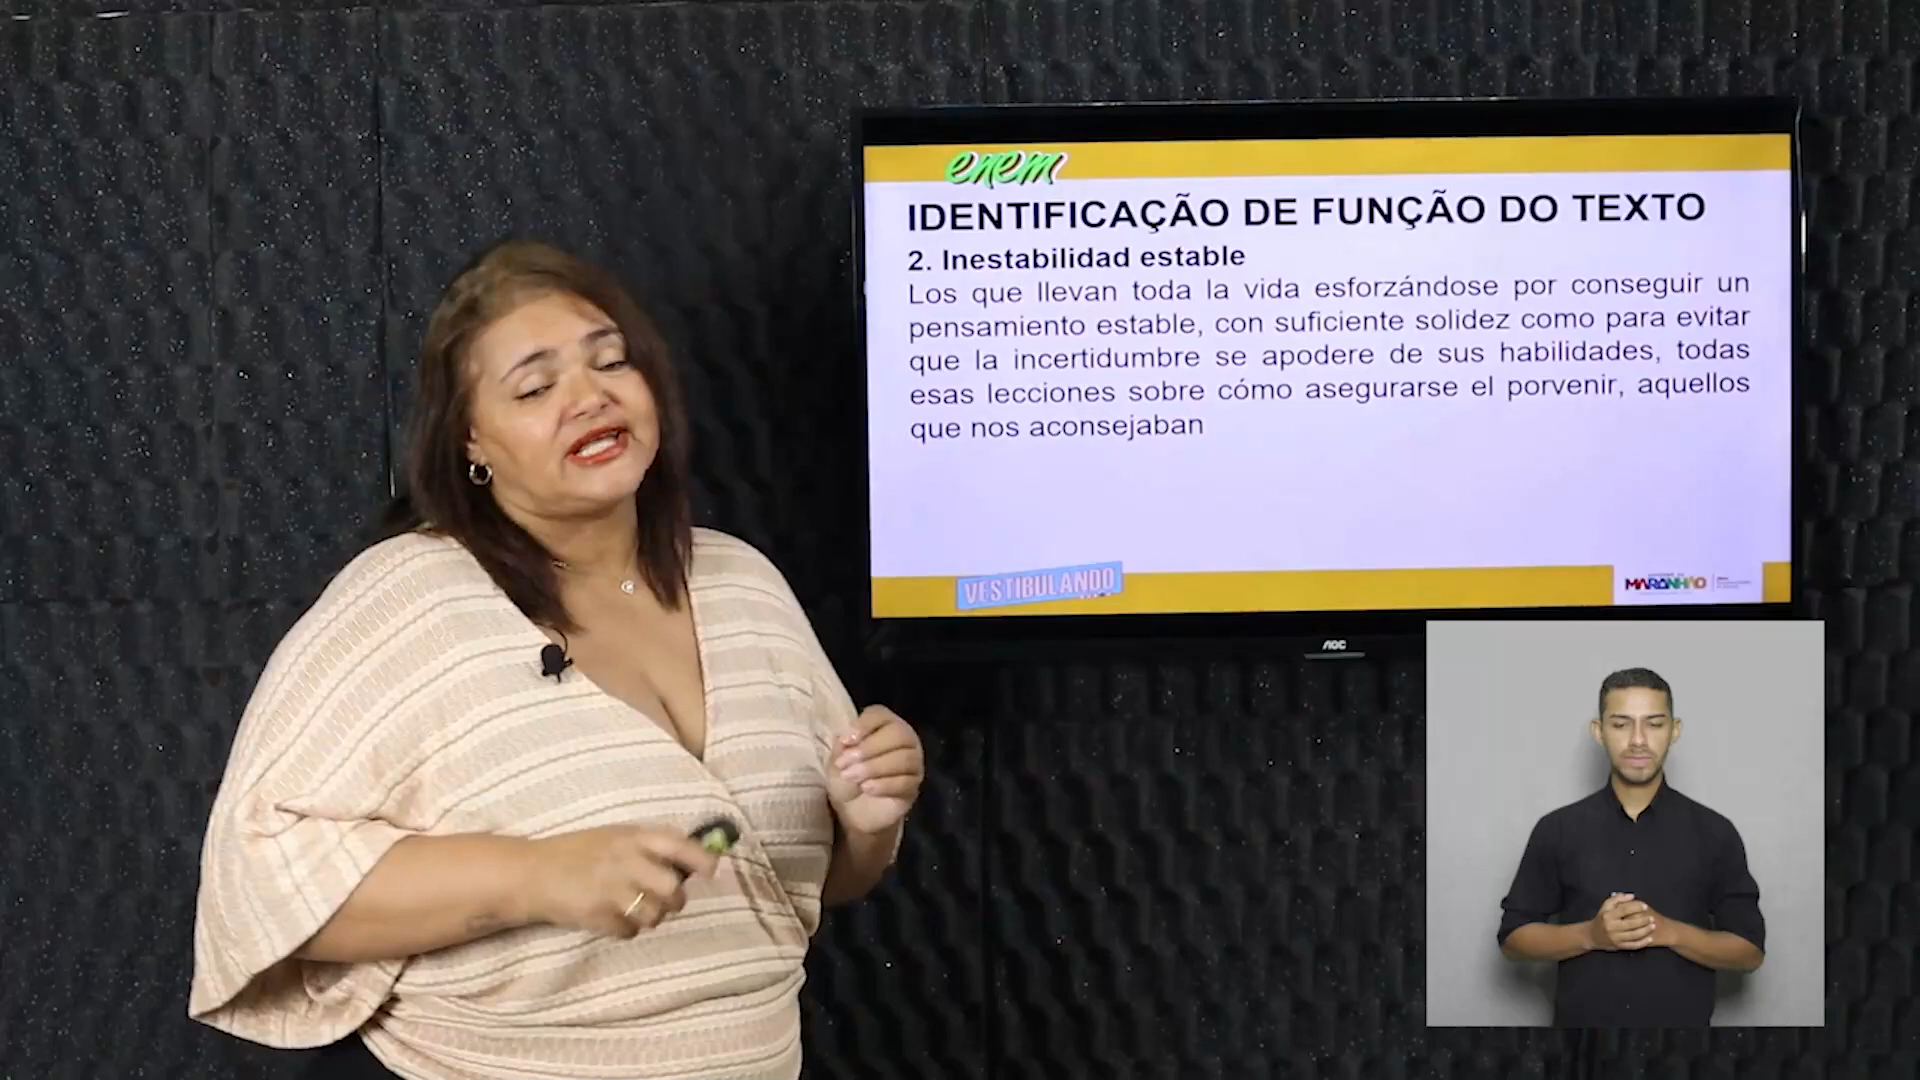 enem
IDENTIFICAÇÃO DE FUNÇÃO DO TEXTO
2. Inestabilidad estable
Los que llevan toda la vida esforzándose por conseguir un
pensamiento estable, con suficiente solidez como para evitar
que la incertidumbre se apodere de sus habilidades, todas
esas lecciones sobre cómo asegurarse el porvenir, aquellos
que nos aconsejaban
VESTIBULANDO
MARANHÃO
AOC